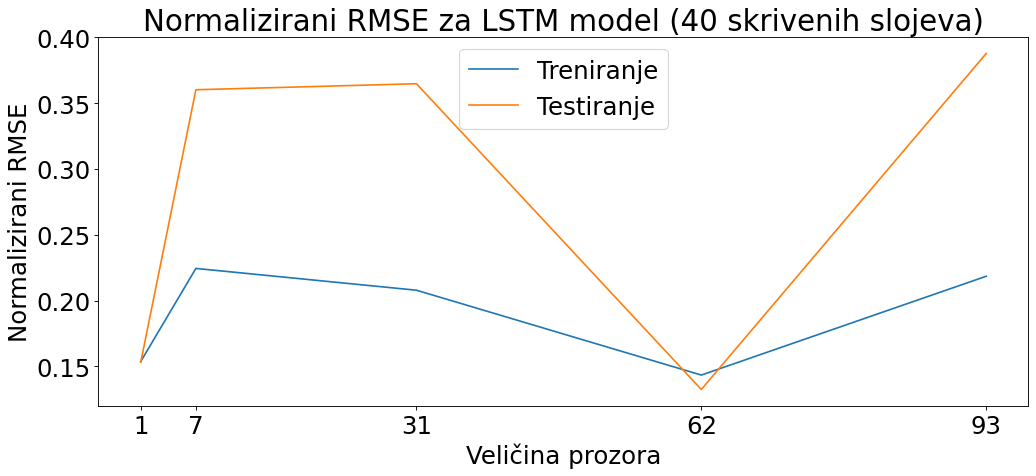 Normalizirani RMSE za LSTM model (40 skrivenih slojeva)
Treniranje
Testiranje
Normalizirani RMSE
0.40
0.35
0.30
0.25
0.20
0.15
1 7 31 62 93
Veličina prozora